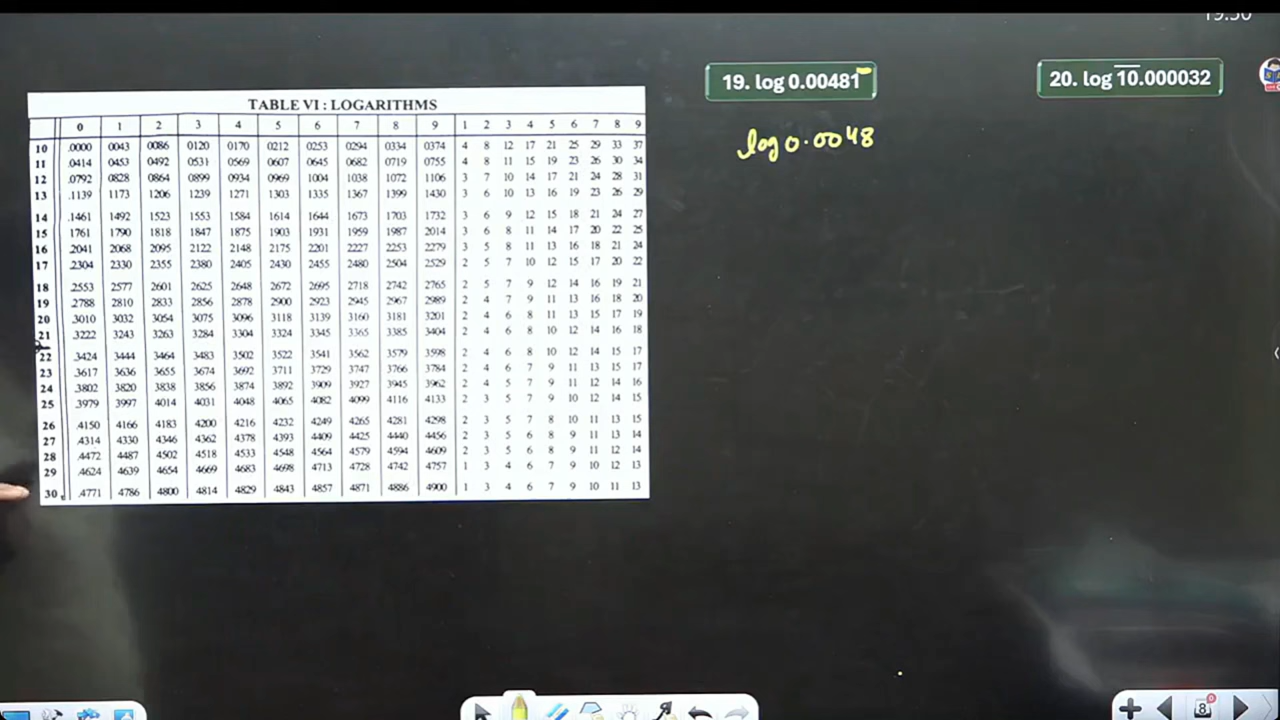 19:30
19. log 0.00481
20. log 10.000032
log 0.0048
TABLE VI : LOGARITHMS
0 1 2 3 4 5 6 7 8 9 1 2 3 4 5 6 7 8 9
10 .0000 0043 0086 0120 0170 0212 0253 0294 0334 0374 4 8 12 17 21 25 29 33 37
11 .0414 0453 0492 0531 0569 0607 0645 0682 0719 0755 4 8 11 15 19 23 26 30 34
12 .0792 0828 0864 0899 0934 0969 1004 1038 1072 1106 3 7 10 14 17 21 24 28 31
13 .1139 1173 1206 1239 1271 1303 1335 1367 1399 1430 3 6 10 13 16 19 23 26 29
14 .1461 1492 1523 1553 1584 1614 1644 1673 1703 1732 3 6 9 12 15 18 21 24 27
15 1761 1790 1818 1847 1875 1903 1931 1959 1987 2014 3 6 8 11 14 17 20 22 25
16 .2041 2068 2095 2122 2148 2175 2201 2227 2253 2279 3 5 8 11 13 16 18 21 24
17 .2304 2330 2355 2380 2405 2430 2455 2480 2504 2529 2 5 7 10 12 15 17 20 22
18 .2553 2577 2601 2625 2648 2672 2695 2718 2742 2765 2 5 7 9 12 14 16 19 21
19 .2788 2810 2833 2856 2878 2900 2923 2945 2967 2989 2 4 7 9 11 13 16 18 20
20 .3010 3032 3054 3075 3096 3118 3139 3160 3181 3201 2 4 6 8 11 13 15 17 19
21 .3222 3243 3263 3284 3304 3324 3345 3365 3385 3404 2 4 6 8 10 12 14 16 18
22 .3424 3444 3464 3483 3502 3522 3541 3562 3579 3598 2 4 6 8 10 12 14 15 17
23 .3617 3636 3655 3674 3692 3711 3729 3747 3766 3784 2 4 6 7 9 11 13 15 17
24 .3802 3820 3838 3856 3874 3892 3909 3927 3945 3962 2 4 5 7 9 11 12 14 16
25 .3979 3997 4014 4031 4048 4065 4082 4099 4116 4133 2 3 5 7 9 10 12 14 15
26 .4150 4166 4183 4200 4216 4232 4249 4265 4281 4298 2 3 5 7 8 10 11 13 15
27 .4314 4330 4346 4362 4378 4393 4409 4425 4440 4456 2 3 5 6 8 9 11 13 14
28 .4472 4487 4502 4518 4533 4548 4564 4579 4594 4609 2 3 5 6 8 9 11 12 14
29 .4624 4639 4654 4669 4683 4698 4713 4728 4742 4757 1 3 4 6 7 9 10 12 13
30 .4771 4786 4800 4814 4829 4843 4857 4871 4886 4900 1 3 4 6 7 9 10 11 13
8